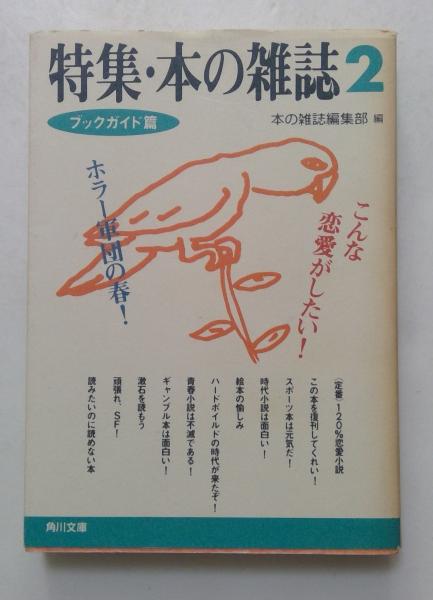 特集・本の雑誌2
ブックガイド篇
本の雑誌編集部 編
こんな
恋愛がしたい!
ホラー軍団の春!
〈定番〉120%恋愛小説
この本を復刊してくれい!
スポーツ本は元気だ!
時代小説は面白い!
絵本の愉しみ
ハードボイルドの時代が来たぞ!
青春小説は不滅である!
ギャンブル本は面白い!
漱石を読もう
頑張れ、SF!
読みたいのに読めない本
角川文庫